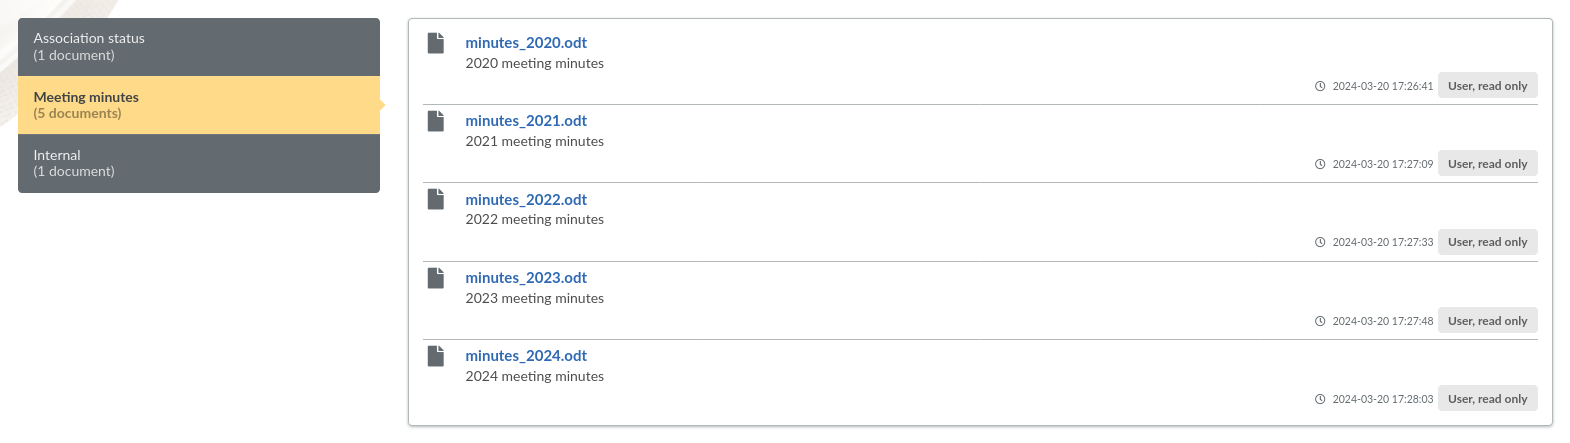 Association status
(1 document)
Meeting minutes
(5 documents)
Internal
(1 document)
minutes_2020.odt
2020 meeting minutes
2024-03-20 17:26:41 User, read only
minutes_2021.odt
2021 meeting minutes
2024-03-20 17:27:09 User, read only
minutes_2022.odt
2022 meeting minutes
2024-03-20 17:27:33 User, read only
minutes_2023.odt
2023 meeting minutes
2024-03-20 17:27:48 User, read only
minutes_2024.odt
2024 meeting minutes
2024-03-20 17:28:03 User, read only